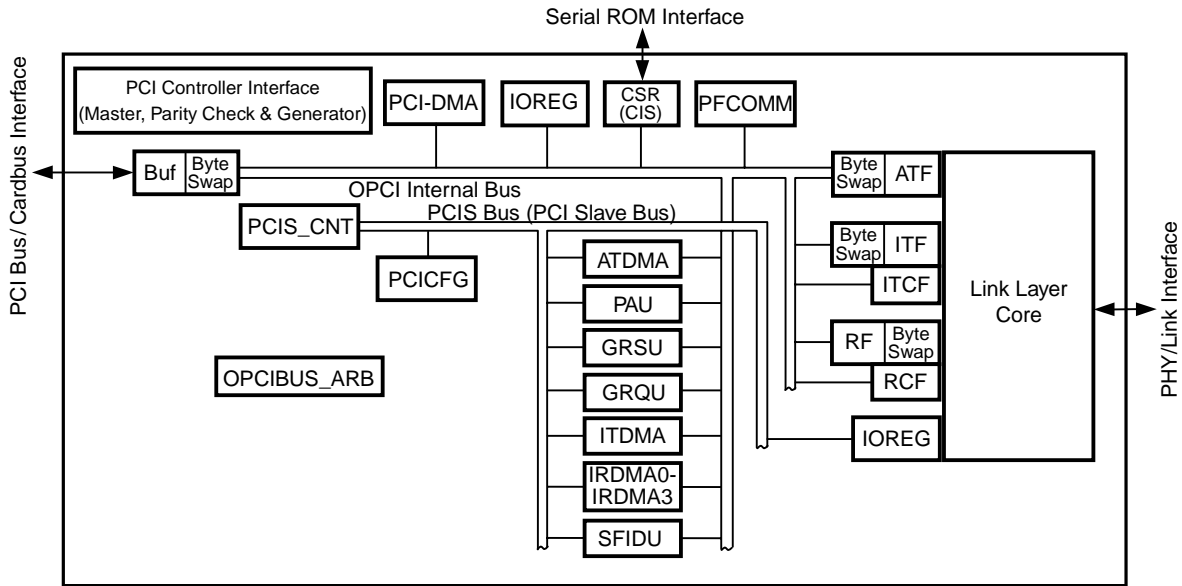 Serial ROM Interface
PCI Bus/ Cardbus Interface
PCI Controller Interface
(Master, Parity Check & Generator)
PCI-DMA
IOREG
CSR
(CIS)
PFCOMM
Buf
Byte
Swap
Byte
Swap
ATF
OPCI Internal Bus
PCIS Bus (PCI Slave Bus)
PCIS_CNT
PCICFG
OPCIBUS_ARB
ATDMA
PAU
GRSU
GRQU
ITDMA
IRDMA0-
IRDMA3
SFIDU
Byte
Swap
ITF
ITCF
RF
Byte
Swap
RCF
IOREG
Link Layer
Core
PHY/Link Interface